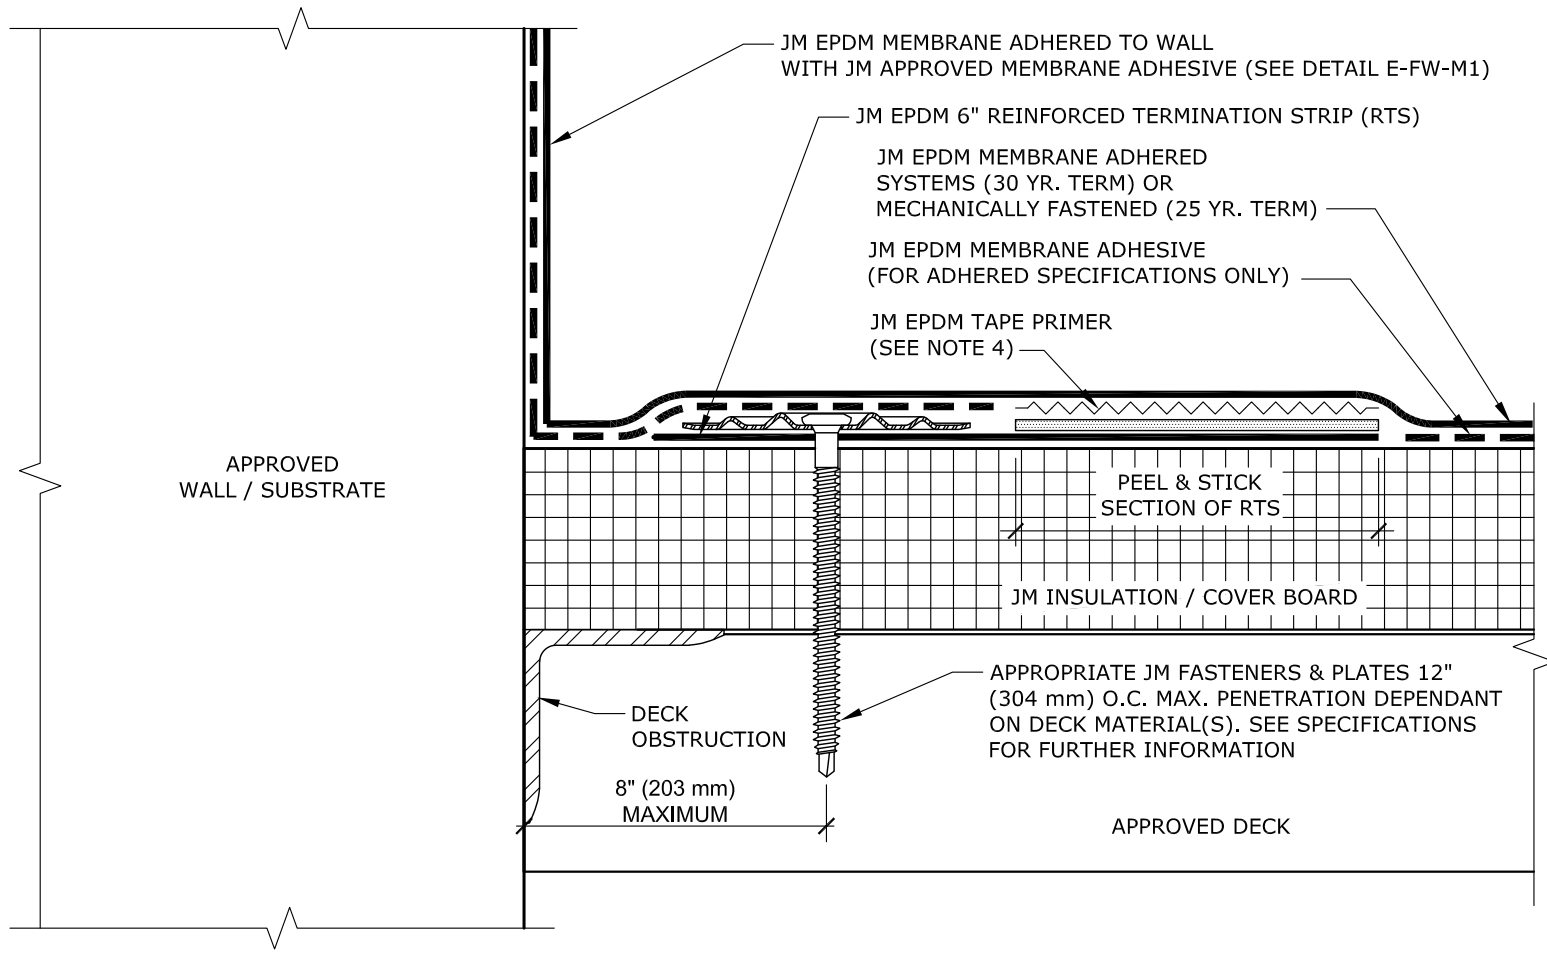 JM EPDM MEMBRANE ADHERED TO WALL
WITH JM APPROVED MEMBRANE ADHESIVE (SEE DETAIL E-FW-M1)
JM EPDM 6" REINFORCED TERMINATION STRIP (RTS)
JM EPDM MEMBRANE ADHERED
SYSTEMS (30 YR. TERM) OR
MECHANICALLY FASTENED (25 YR. TERM)
JM EPDM MEMBRANE ADHESIVE
(FOR ADHERED SPECIFICATIONS ONLY)
JM EPDM TAPE PRIMER
(SEE NOTE 4)
APPROVED
WALL / SUBSTRATE
PEEL & STICK
SECTION OF RTS
JM INSULATION / COVER BOARD
APPROPRIATE JM FASTENERS & PLATES 12"
(304 mm) O.C. MAX. PENETRATION DEPENDANT
ON DECK MATERIAL(S). SEE SPECIFICATIONS
FOR FURTHER INFORMATION
DECK
OBSTRUCTION
8" (203 mm)
MAXIMUM
APPROVED DECK